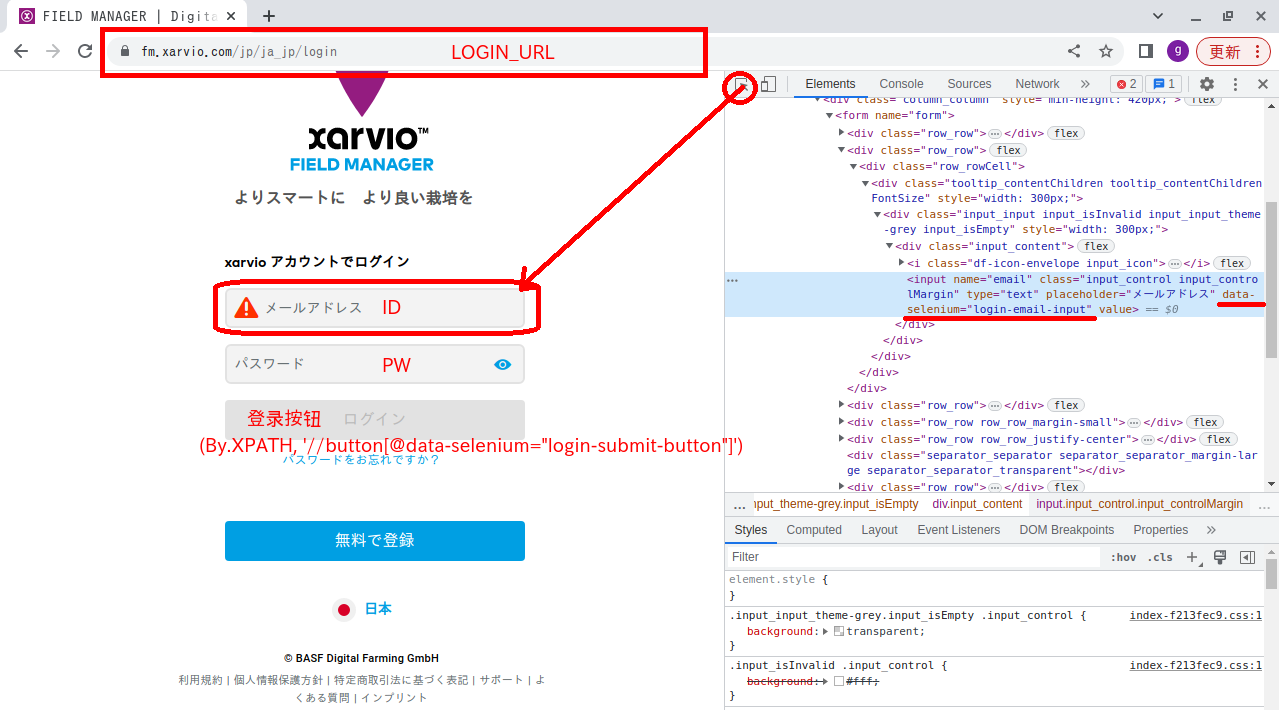 FIELD MANAGER | Digita
fm.xarvio.com/jp/ja_jp/login
LOGIN_URL
g
更新
xarvio™
FIELD MANAGER
よりスマートに より良い栽培を
xarvio アカウントでログイン
メールアドレス ID
パスワード PW
登录按钮 ログイン
(By.XPATH, '//button[@data-selenium="login-submit-button"]')
パスワードをお忘れですか？
無料で登録
日本
© BASF Digital Farming GmbH
利用規約 | 個人情報保護方針 | 特定商取引法に基づく表記 | サポート | よ
くある質問 | インプリント
Elements Console Sources Network » 2 1
<div class="column_column" style="min-height: 420px;"> flex
<form name="form">
<div class="row_row"> … </div> flex
<div class="row_row"> flex
<div class="row_rowCell">
<div class="tooltip_contentChildren tooltip_contentChildren
FontSize" style="width: 300px;">
<div class="input_input input_isInvalid input_input_theme
-grey input_isEmpty" style="width: 300px;">
<div class="input_content"> flex
<i class="df-icon-envelope input_icon"> … </i> flex
… <input name="email" class="input_control input_contro
lMargin" type="text" placeholder="メールアドレス" data-
selenium="login-email-input" value> == $0
</div>
</div>
</div>
</div>
</div>
<div class="row_row"> … </div> flex
<div class="row_row row_row_margin-small"> … </div> flex
<div class="row_row row_justify-center"> … </div> flex
<div class="separator_separator separator_separator_margin-lar
ge separator_separator_transparent"></div>
<div class="row_row"> … </div> flex
… nput_theme-grey.input_isEmpty div.input_content input.input_control.input_controlMargin …
Styles Computed Layout Event Listeners DOM Breakpoints Properties »
Filter :hov .cls +
element.style {
}
.input_input_theme-grey.input_isEmpty .input_control { index-f213fec9.css:1
background: transparent;
}
.input_isInvalid .input_control { index-f213fec9.css:1
background: #fff;
}